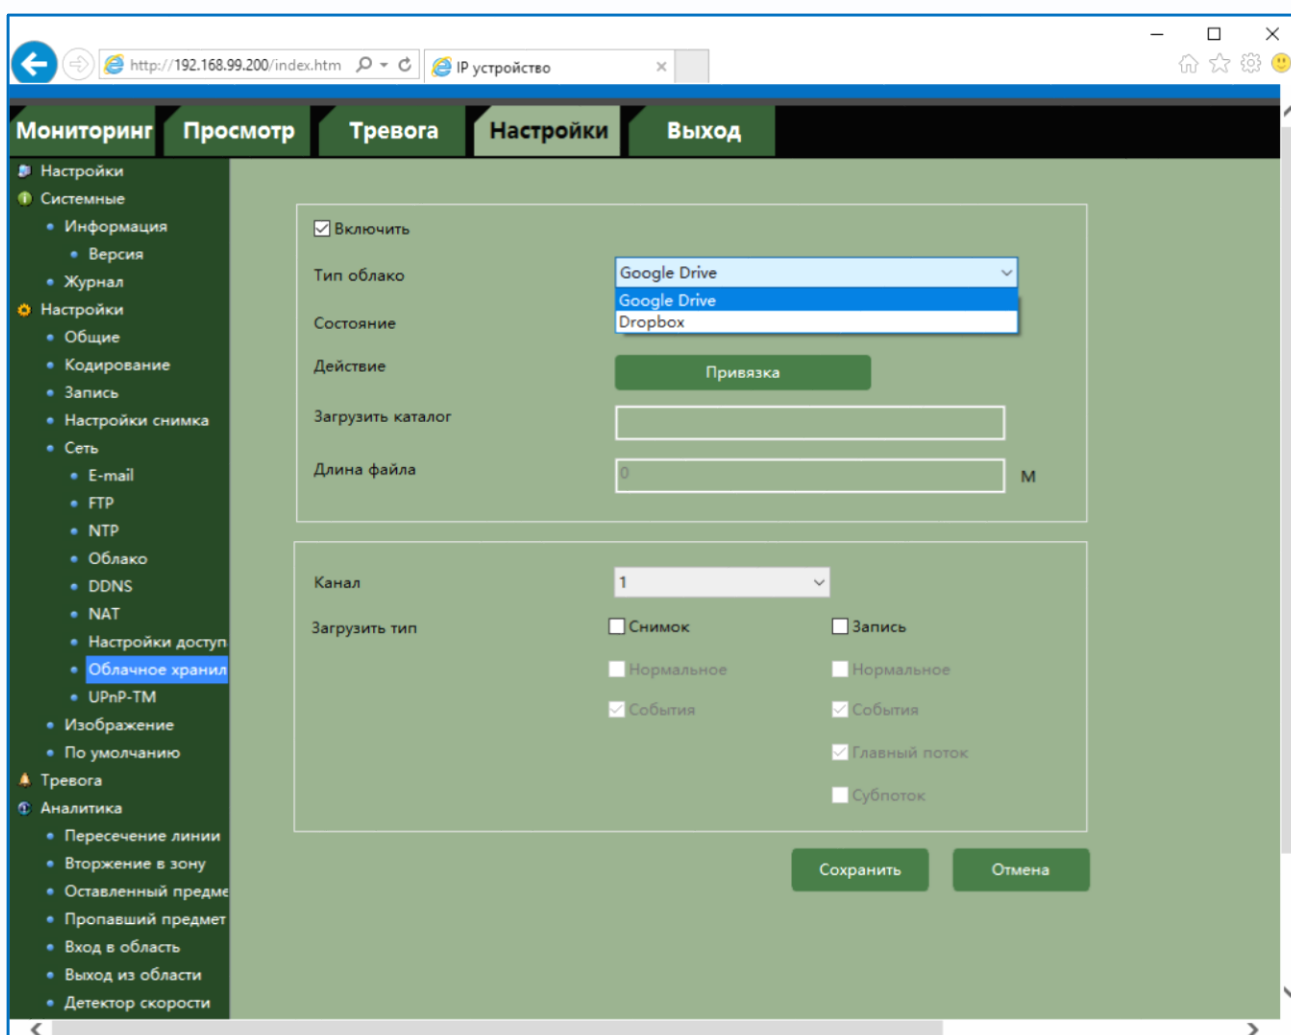 http://192.168.99.200/index.htm
IP устройство
Мониторинг Просмотр Тревога Настройки Выход
Настройки
Системные
Информация
Версия
Журнал
Настройки
Общие
Кодирование
Запись
Настройки снимка
Сеть
E-mail
FTP
NTP
Облако
DDNS
NAT
Настройки доступ
Облачное хранил
UPnP-TM
Изображение
По умолчанию
Тревога
Аналитика
Пересечение линии
Вторжение в зону
Оставленный предме
Пропавший предмет
Вход в область
Выход из области
Детектор скорости
Включить
Тип облако Google Drive
Google Drive
Dropbox
Состояние
Действие Привязка
Загрузить каталог
Длина файла 0 М
Канал 1
Загрузить тип Снимок Запись
Нормальное Нормальное
События События
Главный поток
Субпоток
Сохранить Отмена